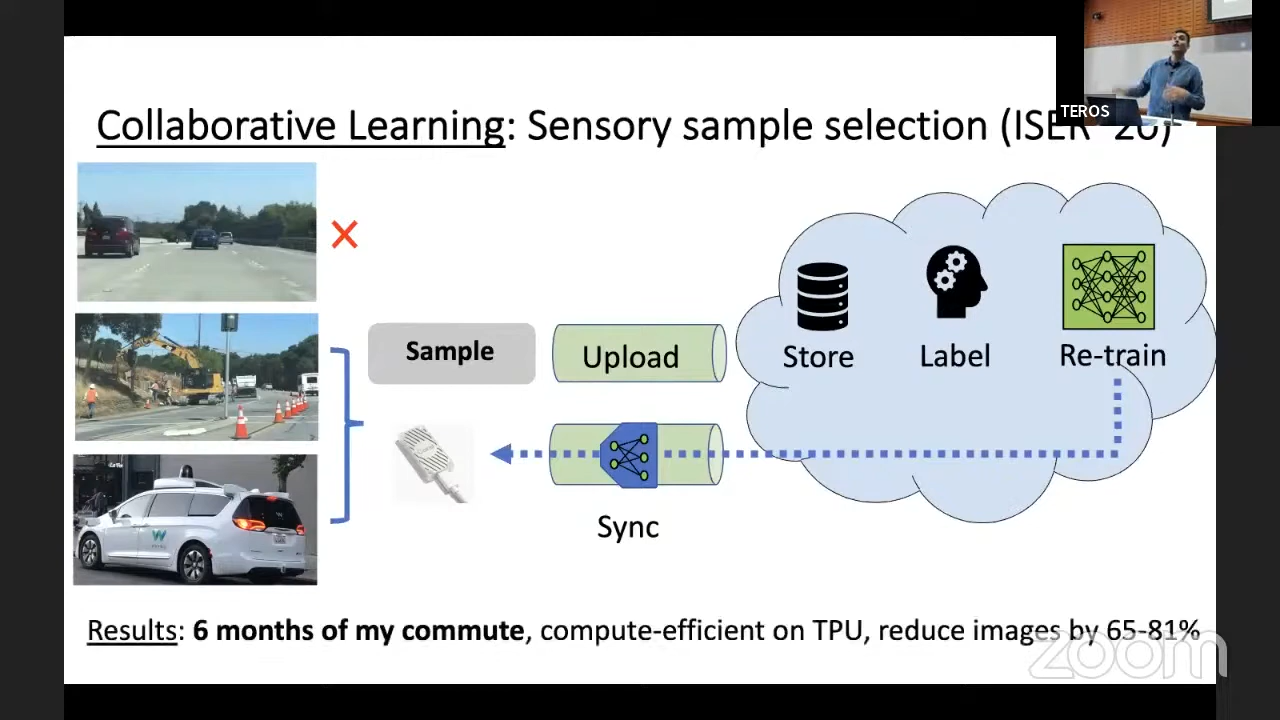 TEROS
Collaborative Learning: Sensory sample selection (ISER 20)
Sample
Upload
Store
Label
Re-train
Sync
W
Results: 6 months of my commute, compute-efficient on TPU, reduce images by 65-81%
zoom